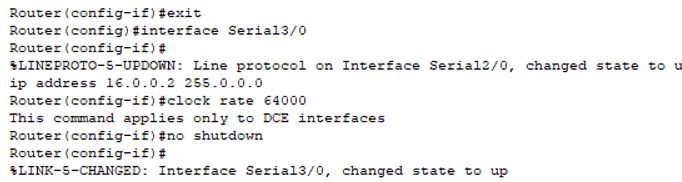 Router(config-if)#exit
Router(config)#interface Serial3/0
Router(config-if)#
%LINEPROTO-5-UPDOWN: Line protocol on Interface Serial2/0, changed state to u
ip address 16.0.0.2 255.0.0.0
Router(config-if)#clock rate 64000
This command applies only to DCE interfaces
Router(config-if)#no shutdown
Router(config-if)#
%LINK-5-CHANGED: Interface Serial3/0, changed state to up